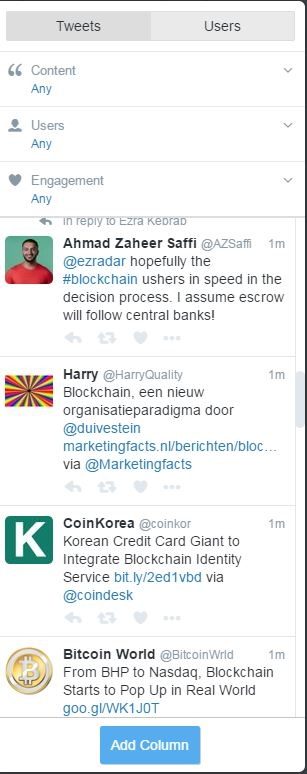 Tweets Users
Content
Any
Users
Any
Engagement
Any
In reply to Ezra Kebrab
Ahmad Zaheer Saffi @AZSaffi 1m
@ezradar hopefully the
#blockchain ushers in speed in the
decision process. I assume escrow
will follow central banks!
Harry @HarryQuality 1m
Blockchain, een nieuw
organisatieparadigma door
@duivestein
marketingfacts.nl/berichten/bloc...
via @Marketingfacts
K
CoinKorea @coinkor 1m
Korean Credit Card Giant to
Integrate Blockchain Identity
Service bit.ly/2ed1vbd via
@coindesk
Bitcoin World @BitcoinWrld 1m
From BHP to Nasdaq, Blockchain
Starts to Pop Up in Real World
goo.gl/WK1J0T
Add Column